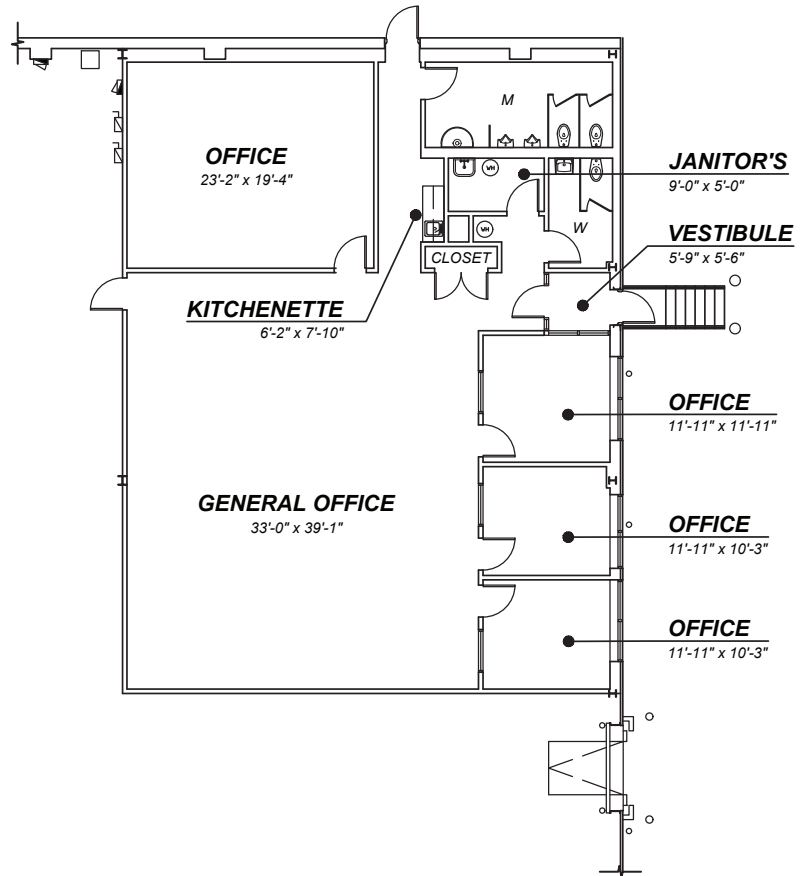 M
OFFICE
23'-2" x 19'-4"
JANITOR'S
9'-0" x 5'-0"
WH
W
VESTIBULE
5'-9" x 5'-6"
WH
CLOSET
KITCHENETTE
6'-2" x 7'-10"
OFFICE
11'-11" x 11'-11"
GENERAL OFFICE
33'-0" x 39'-1"
OFFICE
11'-11" x 10'-3"
OFFICE
11'-11" x 10'-3"